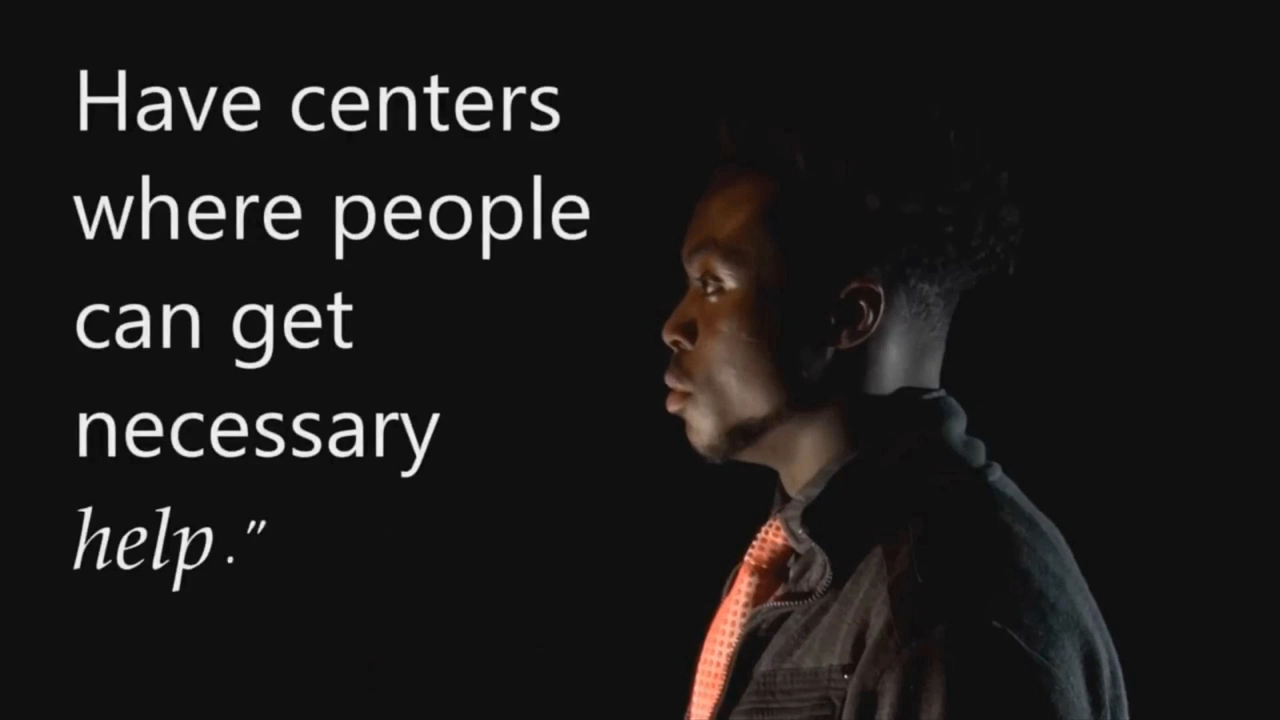 Have centers
where people
can get
necessary
help."